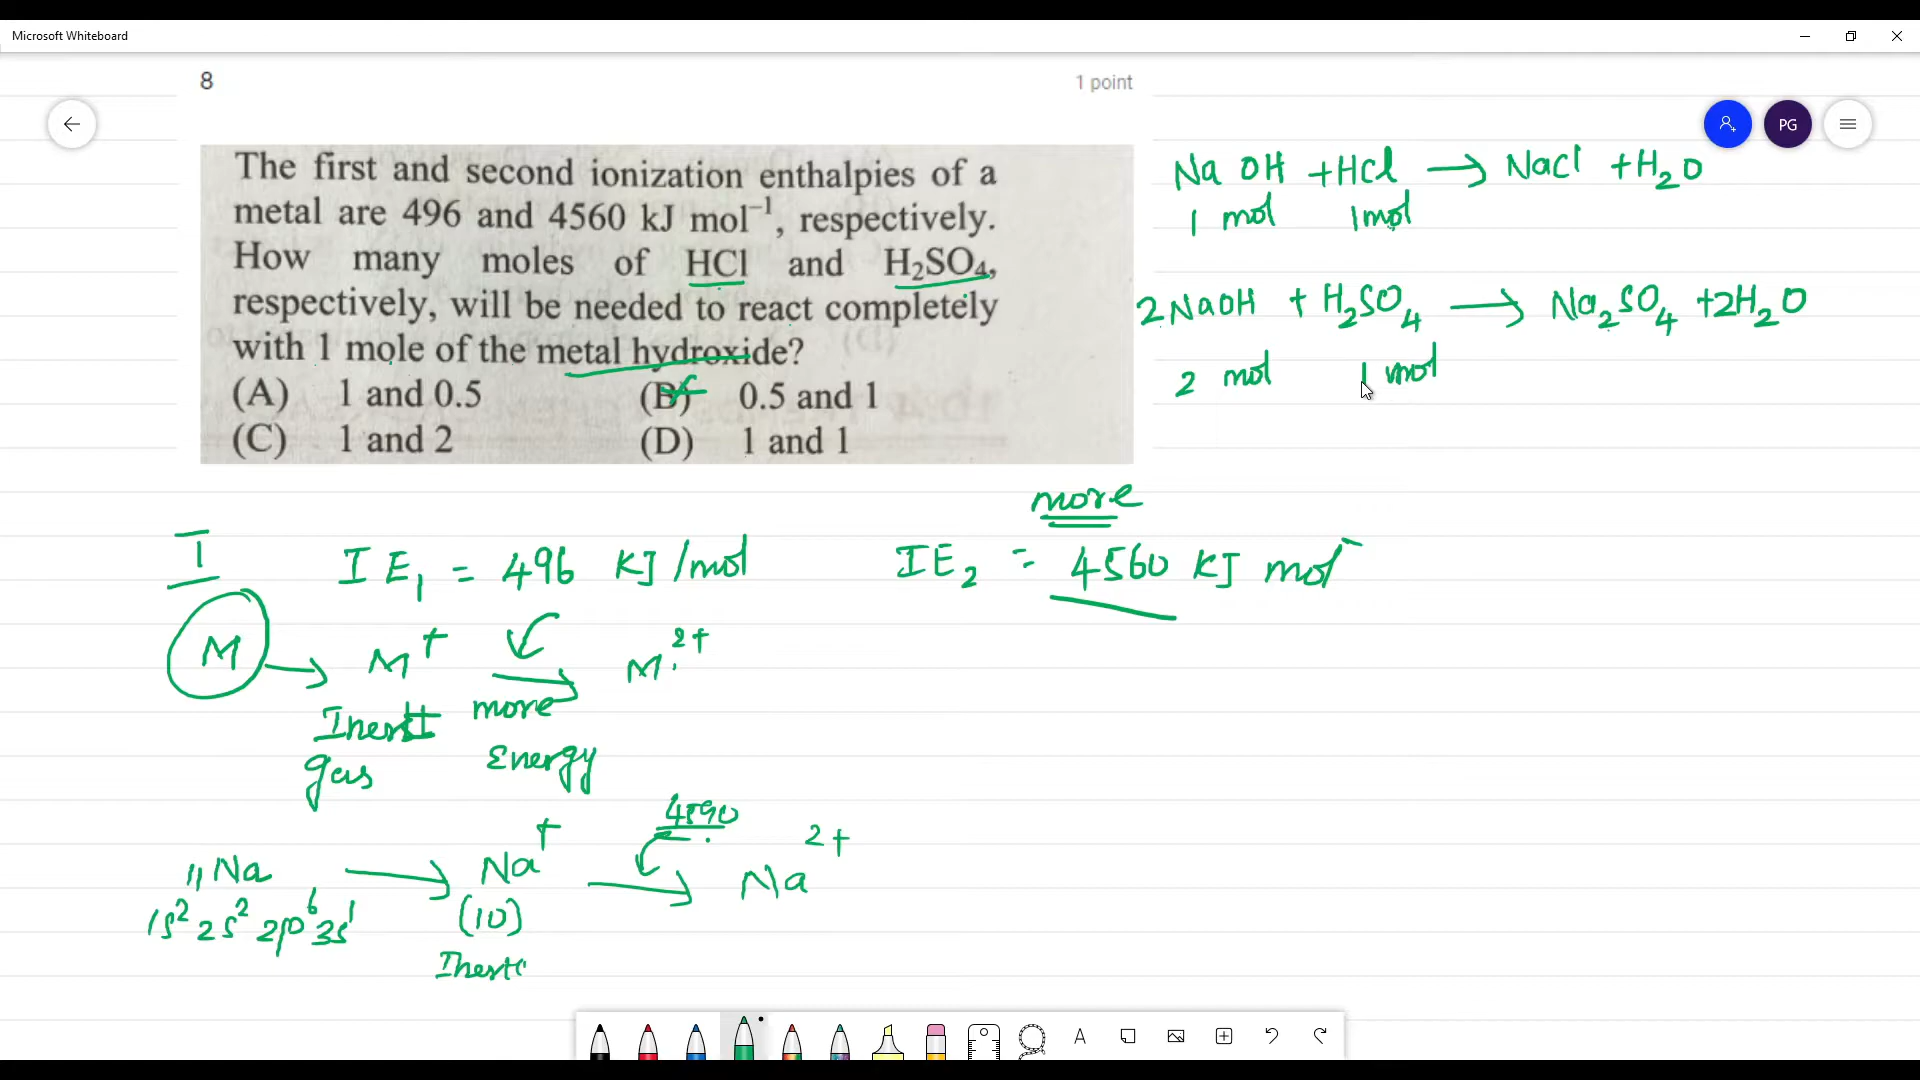 Microsoft Whiteboard
8
1 point
PG
The first and second ionization enthalpies of a
metal are 496 and 4560 kJ mol⁻¹, respectively.
How many moles of HCl and H₂SO₄,
respectively, will be needed to react completely
with 1 mole of the metal hydroxide?
(A) 1 and 0.5 (B) 0.5 and 1
(C) 1 and 2 (D) 1 and 1
NaOH + HCl → NaCl + H₂O
1 mol 1 mol
2NaOH + H₂SO₄ → Na₂SO₄ + 2H₂O
2 mol 1 mol
more
I IE₁ = 496 KJ/mol IE₂ = 4560 KJ mol⁻
M → M⁺ → M²⁺
Inert more
gas Energy
4590
₁₁Na → Na⁺ → Na²⁺
1s² 2s² 2p⁶ 3s¹ (10)
Inert
A